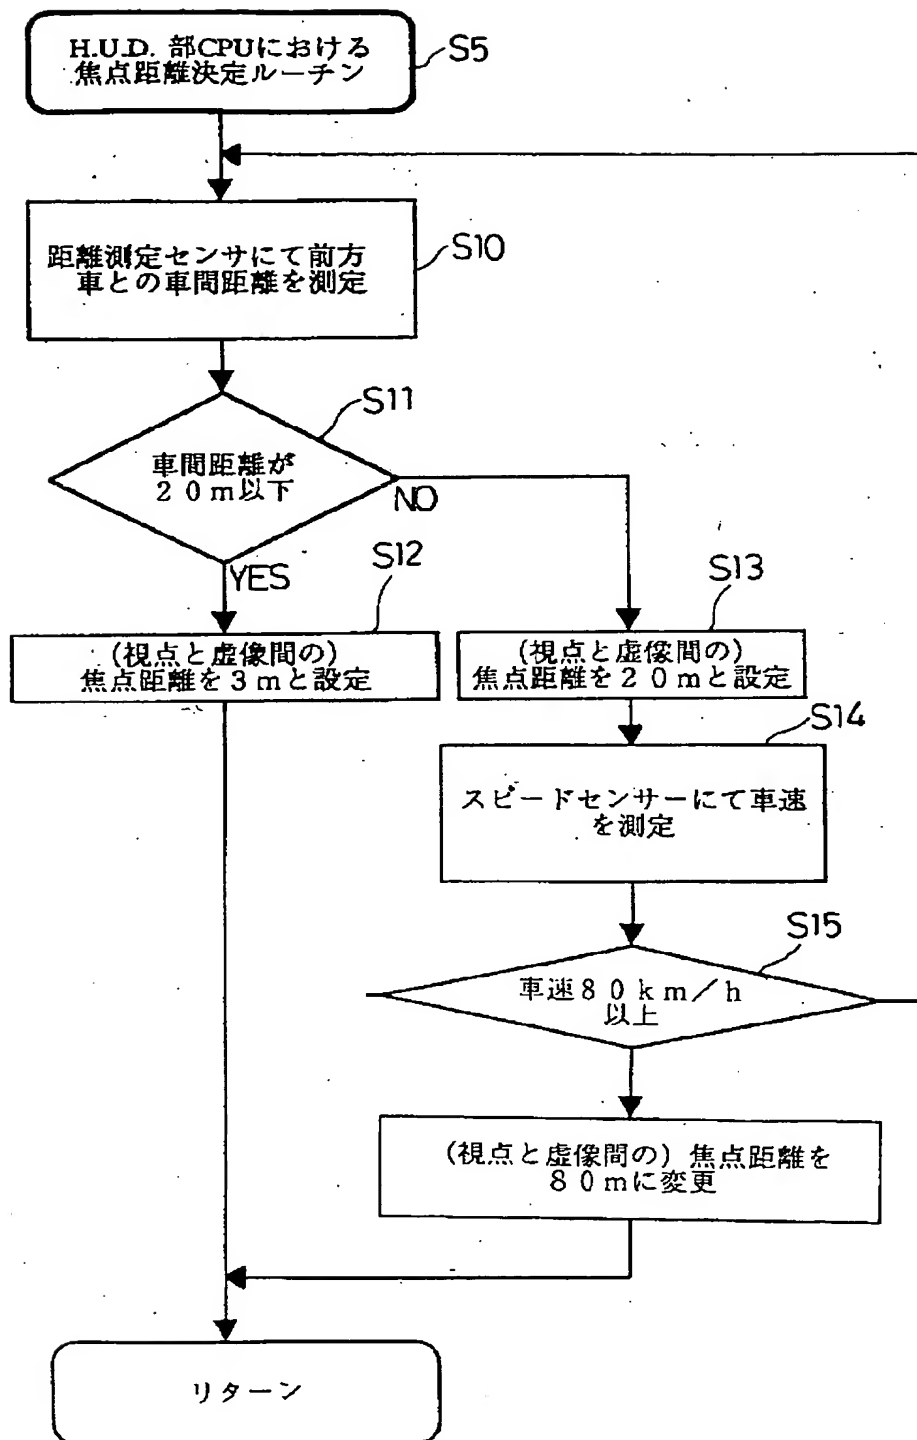 H.U.D. 部CPUにおける
焦点距離決定ルーチン
S5
距離測定センサにて前方
車との車間距離を測定
S10
S11
車間距離が
20m以下
NO
YES
S12
(視点と虚像間の)
焦点距離を3mと設定
S13
(視点と虚像間の)
焦点距離を20mと設定
S14
スピードセンサーにて車速
を測定
S15
車速80km/h
以上
(視点と虚像間の) 焦点距離を
80mに変更
リターン